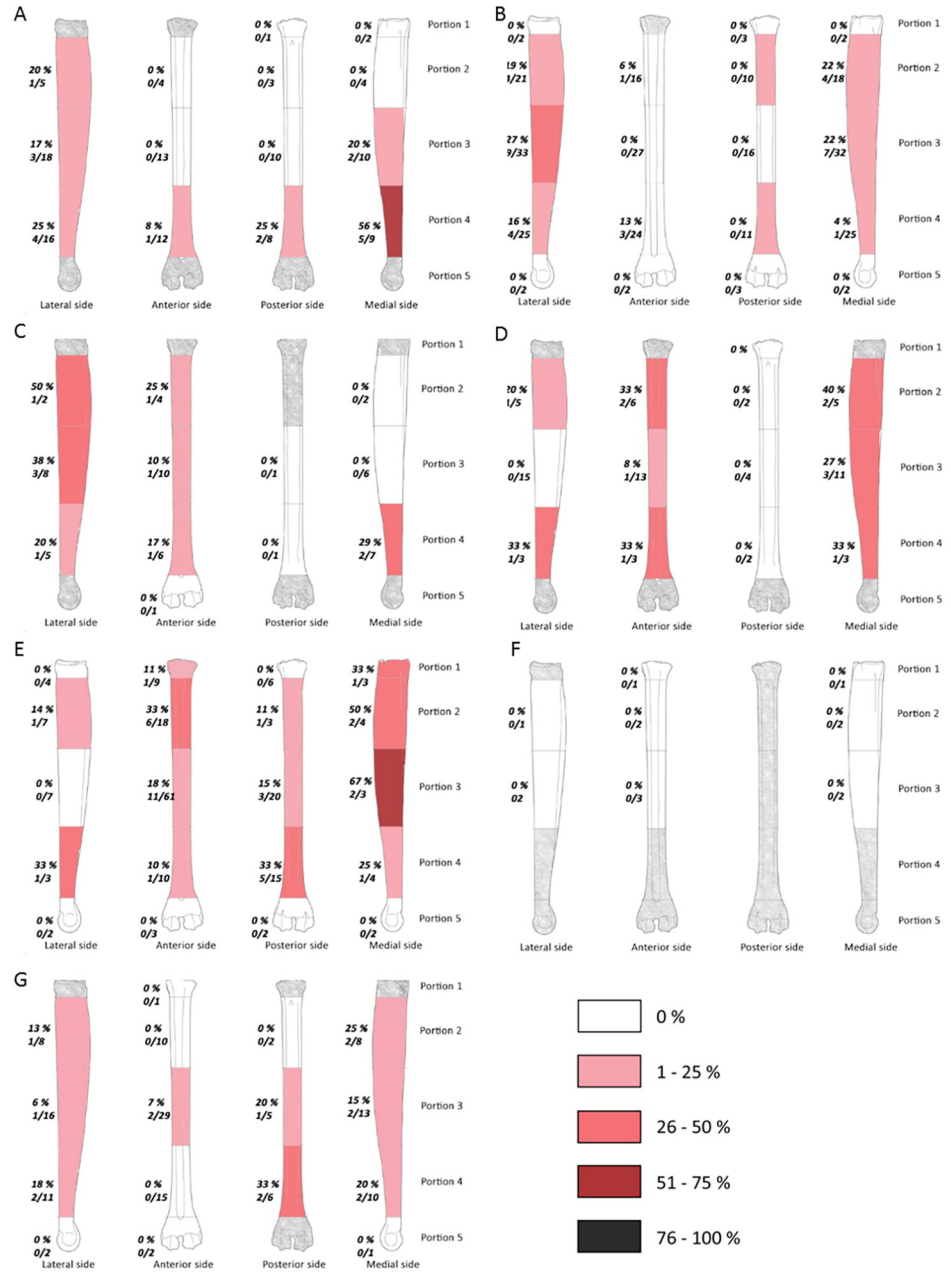 A
0 %
0/1
0 %
0/2
Portion 1
20 %
1/5
0 %
0/4
0 %
0/3
0 %
0/4
Portion 2
17 %
3/18
0 %
0/13
0 %
0/10
20 %
2/10
Portion 3
25 %
4/16
8 %
1/12
25 %
2/8
56 %
5/9
Portion 4
Portion 5
Lateral side
Anterior side
Posterior side
Medial side
B
0 %
0/2
0 %
0/3
0 %
0/2
Portion 1
19 %
/21
6 %
1/16
0 %
0/10
22 %
4/18
Portion 2
27 %
9/33
0 %
0/27
0 %
0/16
22 %
7/32
Portion 3
16 %
4/25
13 %
3/24
0 %
0/11
4 %
1/25
Portion 4
0 %
0/2
0 %
0/2
0 %
0/3
0 %
0/2
Portion 5
Lateral side
Anterior side
Posterior side
Medial side
C
Portion 1
50 %
1/2
25 %
1/4
0 %
0/2
Portion 2
38 %
3/8
10 %
1/10
0 %
0/1
0 %
0/6
Portion 3
20 %
1/5
17 %
1/6
0 %
0/1
29 %
2/7
Portion 4
0 %
0/1
Portion 5
Lateral side
Anterior side
Posterior side
Medial side
D
0 %
Portion 1
20 %
1/5
33 %
2/6
0 %
0/2
40 %
2/5
Portion 2
0 %
0/15
8 %
1/13
0 %
0/4
27 %
3/11
Portion 3
33 %
1/3
33 %
1/3
0 %
0/2
33 %
1/3
Portion 4
Portion 5
Lateral side
Anterior side
Posterior side
Medial side
E
0 %
0/4
11 %
1/9
0 %
0/6
33 %
1/3
Portion 1
14 %
1/7
33 %
6/18
11 %
1/3
50 %
2/4
Portion 2
0 %
0/7
18 %
11/61
15 %
3/20
67 %
2/3
Portion 3
33 %
1/3
10 %
1/10
33 %
5/15
25 %
1/4
Portion 4
0 %
0/2
0 %
0/3
0 %
0/2
0 %
0/2
Portion 5
Lateral side
Anterior side
Posterior side
Medial side
F
0 %
0/1
0 %
0/1
Portion 1
0 %
0/1
0 %
0/2
0 %
0/2
Portion 2
0 %
02
0 %
0/3
0 %
0/2
Portion 3
Portion 4
Portion 5
Lateral side
Anterior side
Posterior side
Medial side
G
0 %
0/1
Portion 1
13 %
1/8
0 %
0/10
0 %
0/2
25 %
2/8
Portion 2
6 %
1/16
7 %
2/29
20 %
1/5
15 %
2/13
Portion 3
18 %
2/11
0 %
0/15
33 %
2/6
20 %
2/10
Portion 4
0 %
0/2
0 %
0/2
0 %
0/1
Portion 5
Lateral side
Anterior side
Posterior side
Medial side
0 %
1 - 25 %
26 - 50 %
51 - 75 %
76 - 100 %